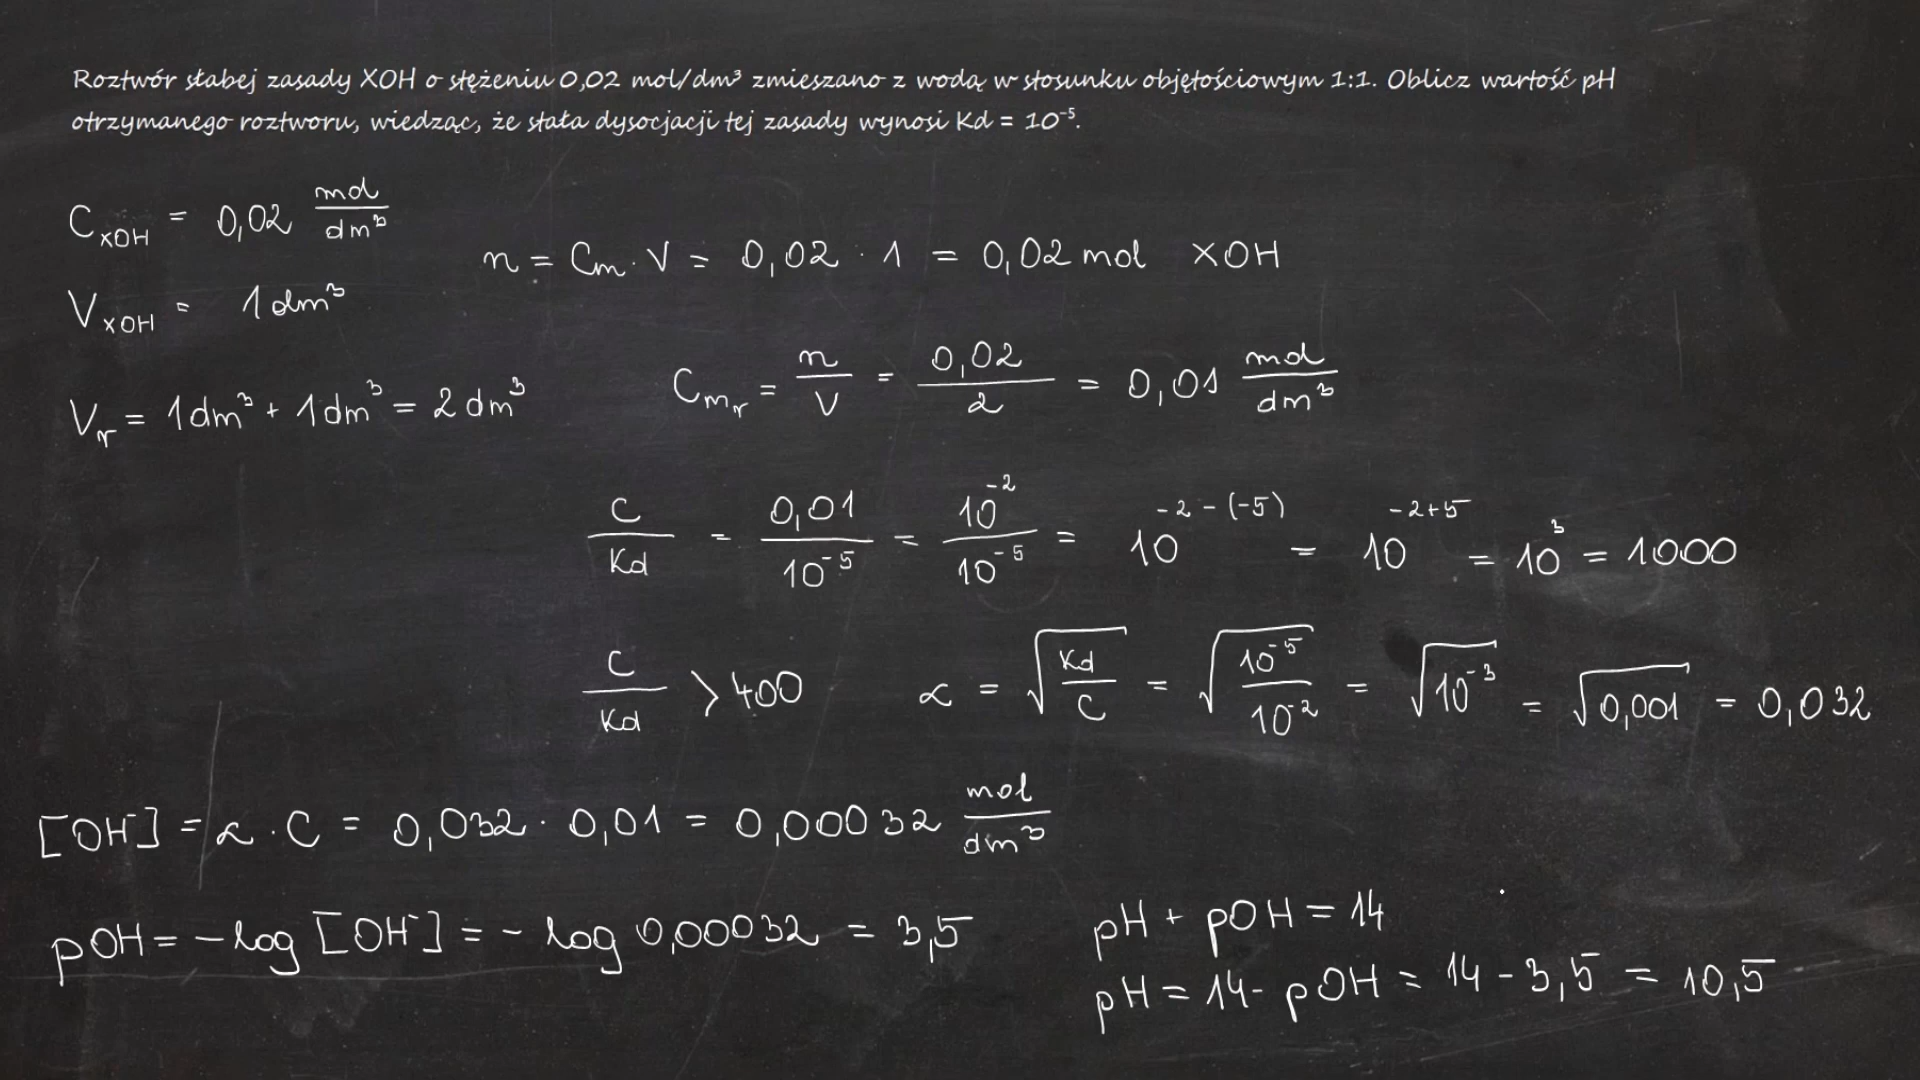 Roztwór słabej zasady XOH o stężeniu 0,02 mol/dm³ zmieszano z wodą w stosunku objętościowym 1:1. Oblicz wartość pH
otrzymanego roztworu, wiedząc, że stała dysocjacji tej zasady wynosi Kd = 10⁻⁵.
C_XOH = 0,02 mol/dm³
n = Cm · V = 0,02 · 1 = 0,02 mol XOH
V_XOH = 1 dm³
Cm_r = n/V = 0,02/2 = 0,01 mol/dm³
V_r = 1 dm³ + 1 dm³ = 2 dm³
C/Kd = 0,01/10⁻⁵ = 10⁻²/10⁻⁵ = 10^(-2-(-5)) = 10^(-2+5) = 10³ = 1000
C/Kd > 400 α = √(Kd/C) = √(10⁻⁵/10⁻²) = √(10⁻³) = √(0,001) = 0,032
[OH⁻] = α · C = 0,032 · 0,01 = 0,00032 mol/dm³
pOH = -log [OH⁻] = - log 0,00032 = 3,5
pH + pOH = 14
pH = 14 - pOH = 14 - 3,5 = 10,5